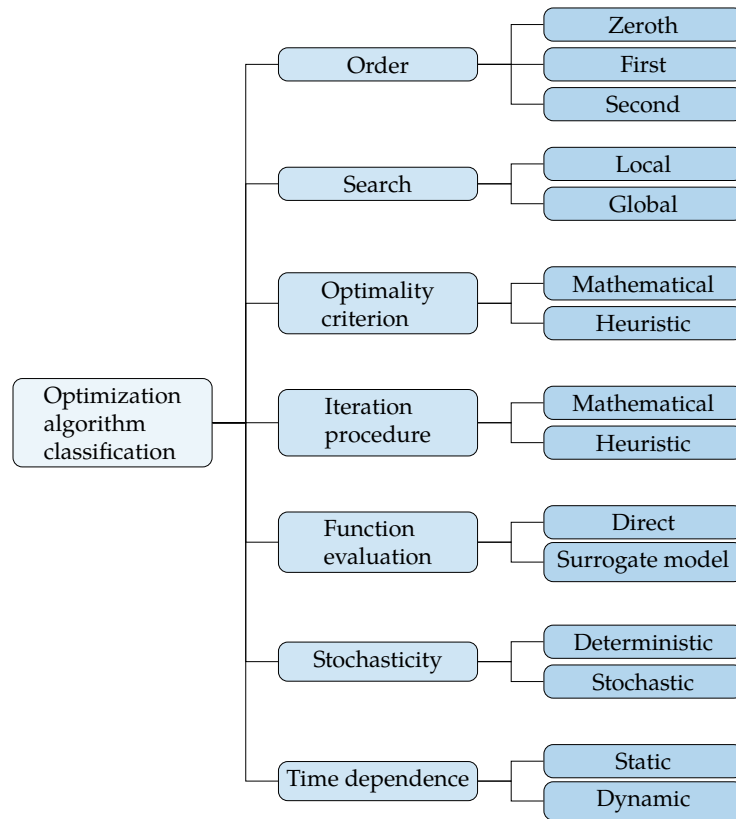 Optimization
algorithm
classification
Order
Zeroth
First
Second
Search
Local
Global
Optimality
criterion
Mathematical
Heuristic
Iteration
procedure
Mathematical
Heuristic
Function
evaluation
Direct
Surrogate model
Stochasticity
Deterministic
Stochastic
Time dependence
Static
Dynamic